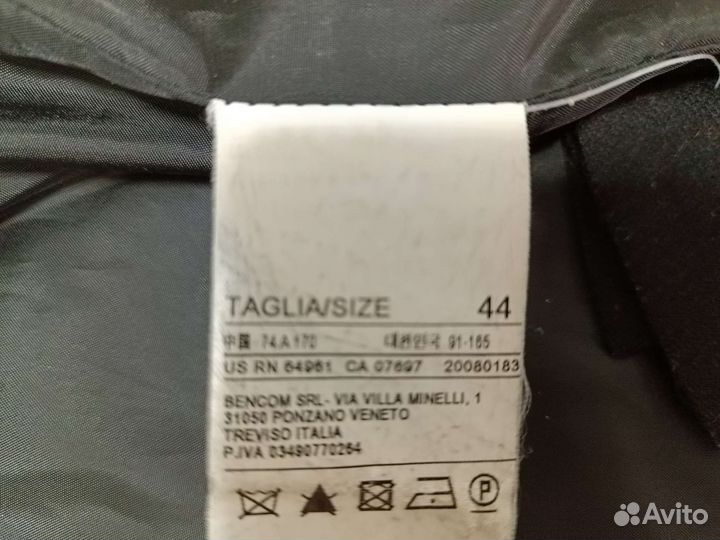 TAGLIA/SIZE 44
中国 74.A 170 대한민국 91-165
US RN 64961 CA 07697 20080183
BENCOM SRL- VIA VILLA MINELLI, 1
31050 PONZANO VENETO
TREVISO ITALIA
P.IVA 03490770264
P
Avito